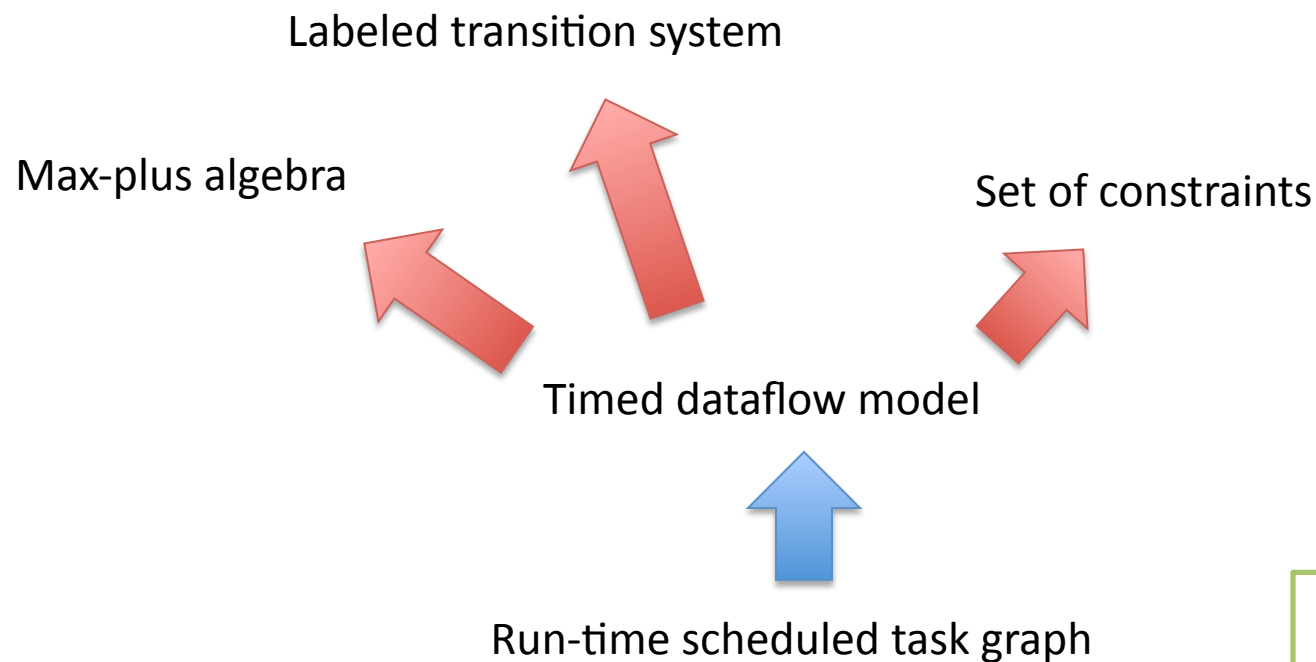 Labeled transition system
Max-plus algebra
Set of constraints
Timed dataflow model
Run-time scheduled task graph